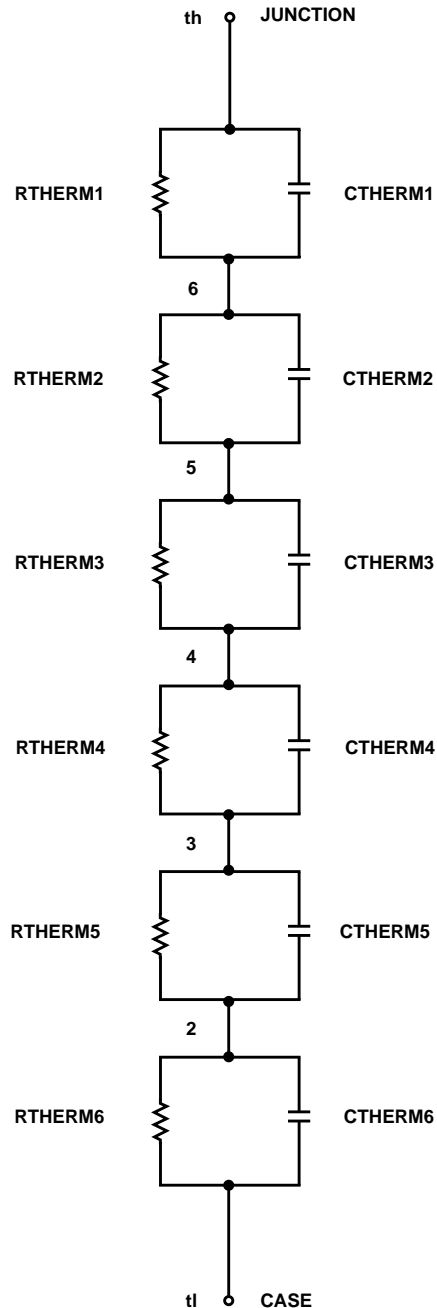 th JUNCTION
RTHERM1 CTHERM1
6
RTHERM2 CTHERM2
5
RTHERM3 CTHERM3
4
RTHERM4 CTHERM4
3
RTHERM5 CTHERM5
2
RTHERM6 CTHERM6
tl CASE